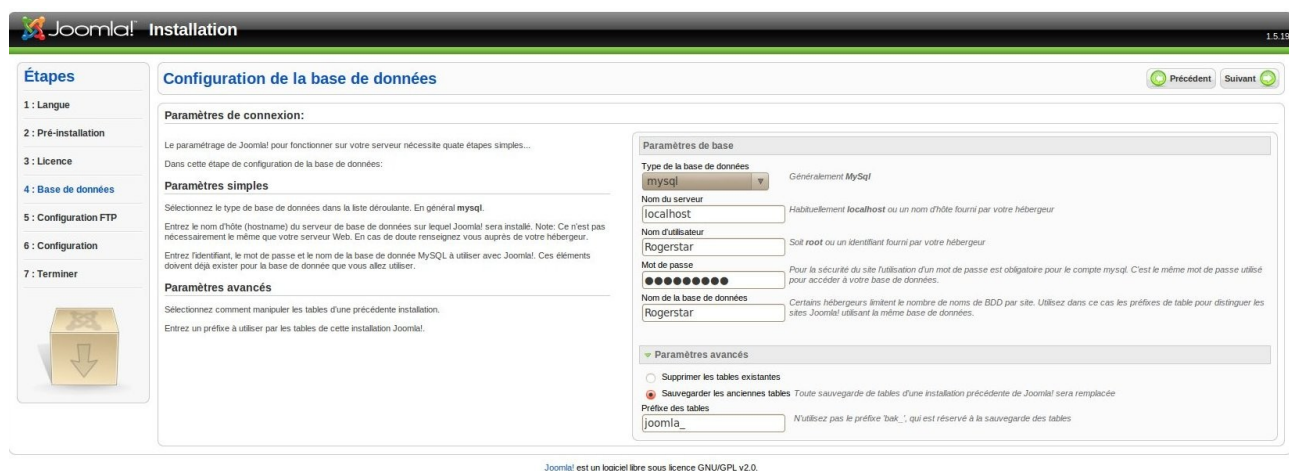 Joomla! Installation
1.5.19
Étapes
1 : Langue
2 : Pré-installation
3 : Licence
4 : Base de données
5 : Configuration FTP
6 : Configuration
7 : Terminer
Configuration de la base de données
Précédent
Suivant
Paramètres de connexion:
Le paramétrage de Joomla! pour fonctionner sur votre serveur nécessite quate étapes simples...
Dans cette étape de configuration de la base de données:
Paramètres simples
Sélectionnez le type de base de données dans la liste déroulante. En général mysql.
Entrez le nom d'hôte (hostname) du serveur de base de données sur lequel Joomla! sera installé. Note: Ce n'est pas
nécessairement le même que votre serveur Web. En cas de doute renseignez vous auprès de votre hébergeur.
Entrez l'identifiant, le mot de passe et le nom de la base de donnée MySQL à utiliser avec Joomla!. Ces éléments
doivent déjà exister pour la base de donnée que vous allez utiliser.
Paramètres avancés
Sélectionnez comment manipuler les tables d'une précédente installation.
Entrez un préfixe à utiliser par les tables de cette installation Joomla!.
Paramètres de base
Type de la base de données
mysql
Généralement MySql
Nom du serveur
localhost
Habituellement localhost ou un nom d'hôte fourni par votre hébergeur
Nom d'utilisateur
Rogerstar
Soit root ou un identifiant fourni par votre hébergeur
Mot de passe
●●●●●●●●●
Pour la sécurité du site l'utilisation d'un mot de passe est obligatoire pour le compte mysql. C'est le même mot de passe utilisé
pour accéder à votre base de données.
Nom de la base de données
Rogerstar
Certains hébergeurs limitent le nombre de noms de BDD par site. Utilisez dans ce cas les préfixes de table pour distinguer les
sites Joomla! utilisant la même base de données.
Paramètres avancés
Supprimer les tables existantes
Sauvegarder les anciennes tables Toute sauvegarde de tables d'une installation précédente de Joomla! sera remplacée
Préfixe des tables
joomla_
N'utilisez pas le préfixe 'bak_', qui est réservé à la sauvegarde des tables
Joomla! est un logiciel libre sous licence GNU/GPL v2.0.